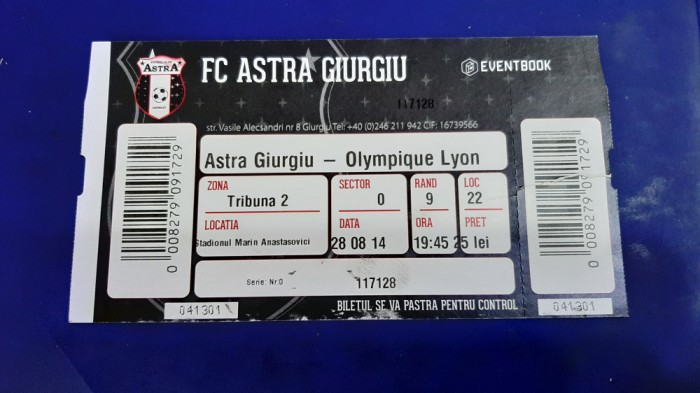 FC ASTRA GIURGIU
EVENTBOOK
ASTRA
117128
str. Vasile Alecsandri nr 8 Giurgiu Tel: +40 (0)246 211 942 CIF: 16739566
Astra Giurgiu – Olympique Lyon
ZONA SECTOR RAND LOC
Tribuna 2 0 9 22
LOCATIA DATA ORA PRET
Stadionul Marin Anastasovici 28 08 14 19:45 25 lei
Serie: Nr:0 117128
BILETUL SE VA PASTRA PENTRU CONTROL
0 008279 091729
0 008279 091729
041301
041301